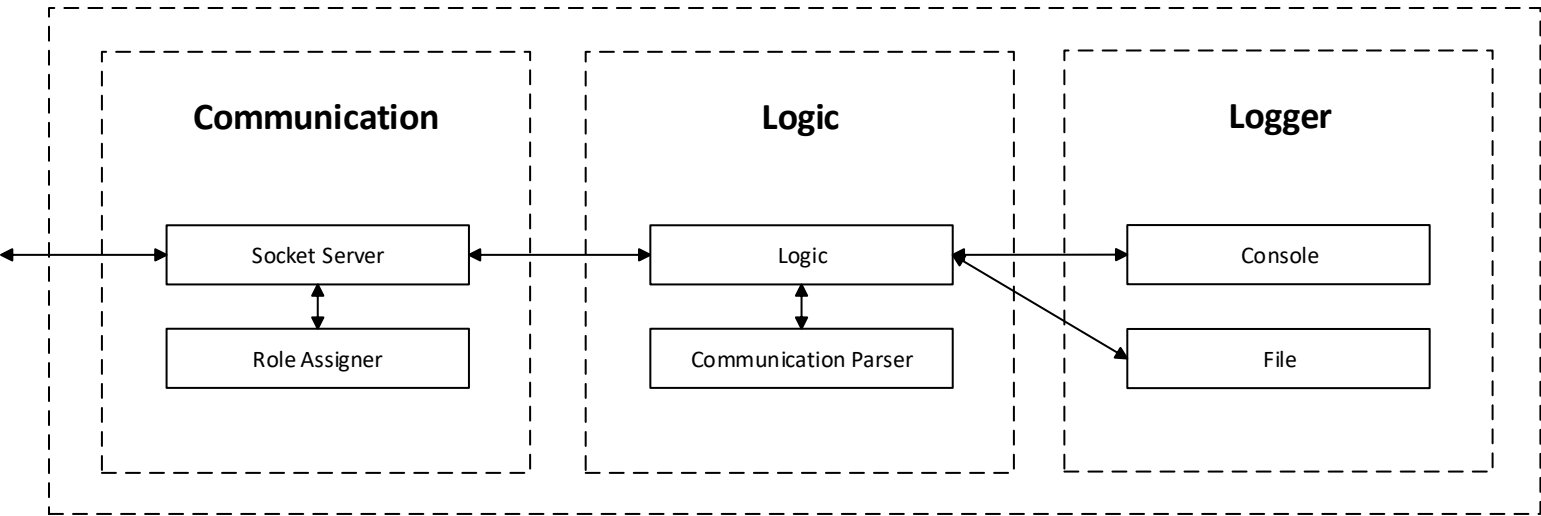 Communication
Logic
Logger
Socket Server
Logic
Console
Role Assigner
Communication Parser
File